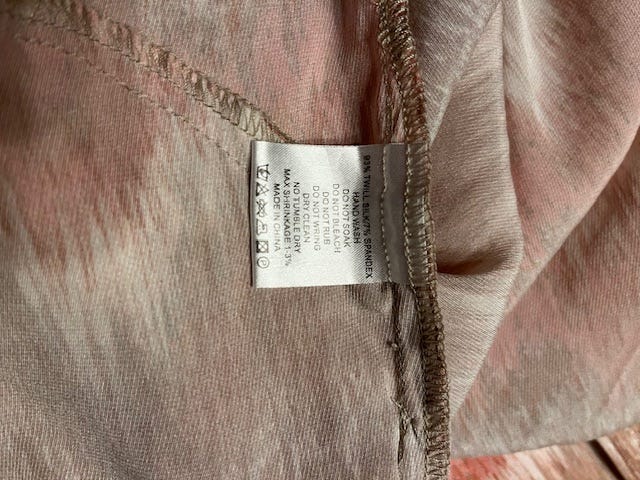 93% TWILL SILK/7% SPANDEX
HAND WASH
DO NOT SOAK
DO NOT BLEACH
DO NOT RUB
DO NOT WRING
DRY CLEAN
NO TUMBLE DRY
MAX SHRINKAGE 1-3%
MADE IN CHINA